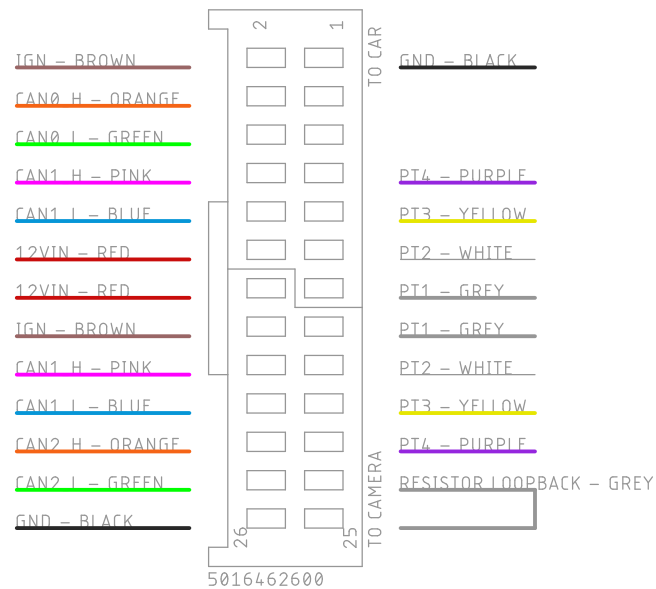 2 1
IGN – BROWN
CAN0 H – ORANGE
CAN0 L – GREEN
CAN1 H – PINK
CAN1 L – BLUE
12VIN – RED
12VIN – RED
IGN – BROWN
CAN1 H – PINK
CAN1 L – BLUE
CAN2 H – ORANGE
CAN2 L – GREEN
GND – BLACK
TO CAR
GND – BLACK
PT4 – PURPLE
PT3 – YELLOW
PT2 – WHITE
PT1 – GREY
PT1 – GREY
PT2 – WHITE
PT3 – YELLOW
PT4 – PURPLE
RESISTOR LOOPBACK – GREY
TO CAMERA
26 25
5016462600